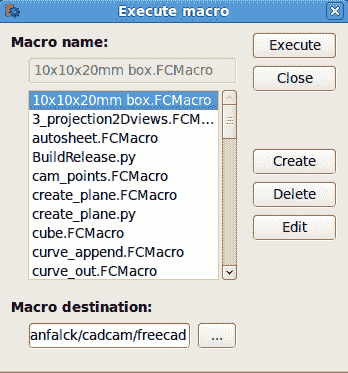 Execute macro
Macro name:
10x10x20mm box.FCMacro
10x10x20mm box.FCMacro
3_projection2Dviews.FCM...
autosheet.FCMacro
BuildRelease.py
cam_points.FCMacro
create_plane.FCMacro
create_plane.py
cube.FCMacro
curve_append.FCMacro
curve_out.FCMacro
Execute
Close
Create
Delete
Edit
Macro destination:
anfalck/cadcam/freecad
...